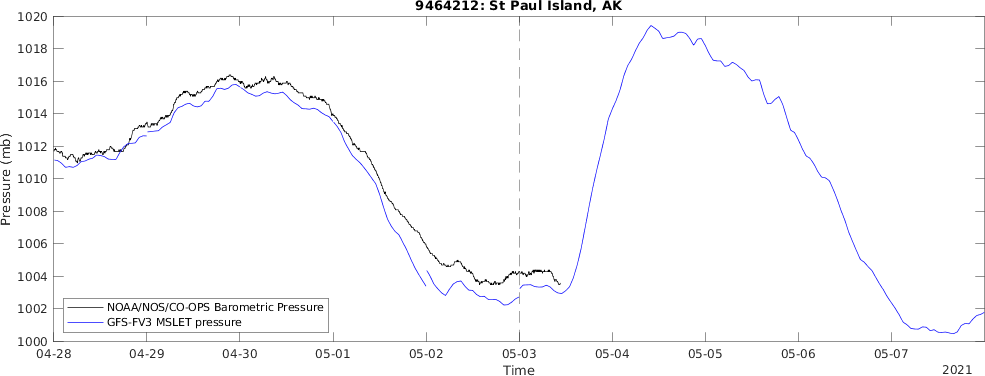 9464212: St Paul Island, AK
1020
1018
1016
1014
1012
1010
1008
1006
1004
1002
1000
Pressure (mb)
NOAA/NOS/CO-OPS Barometric Pressure
GFS-FV3 MSLET pressure
04-28 04-29 04-30 05-01 05-02 05-03 05-04 05-05 05-06 05-07
Time
2021